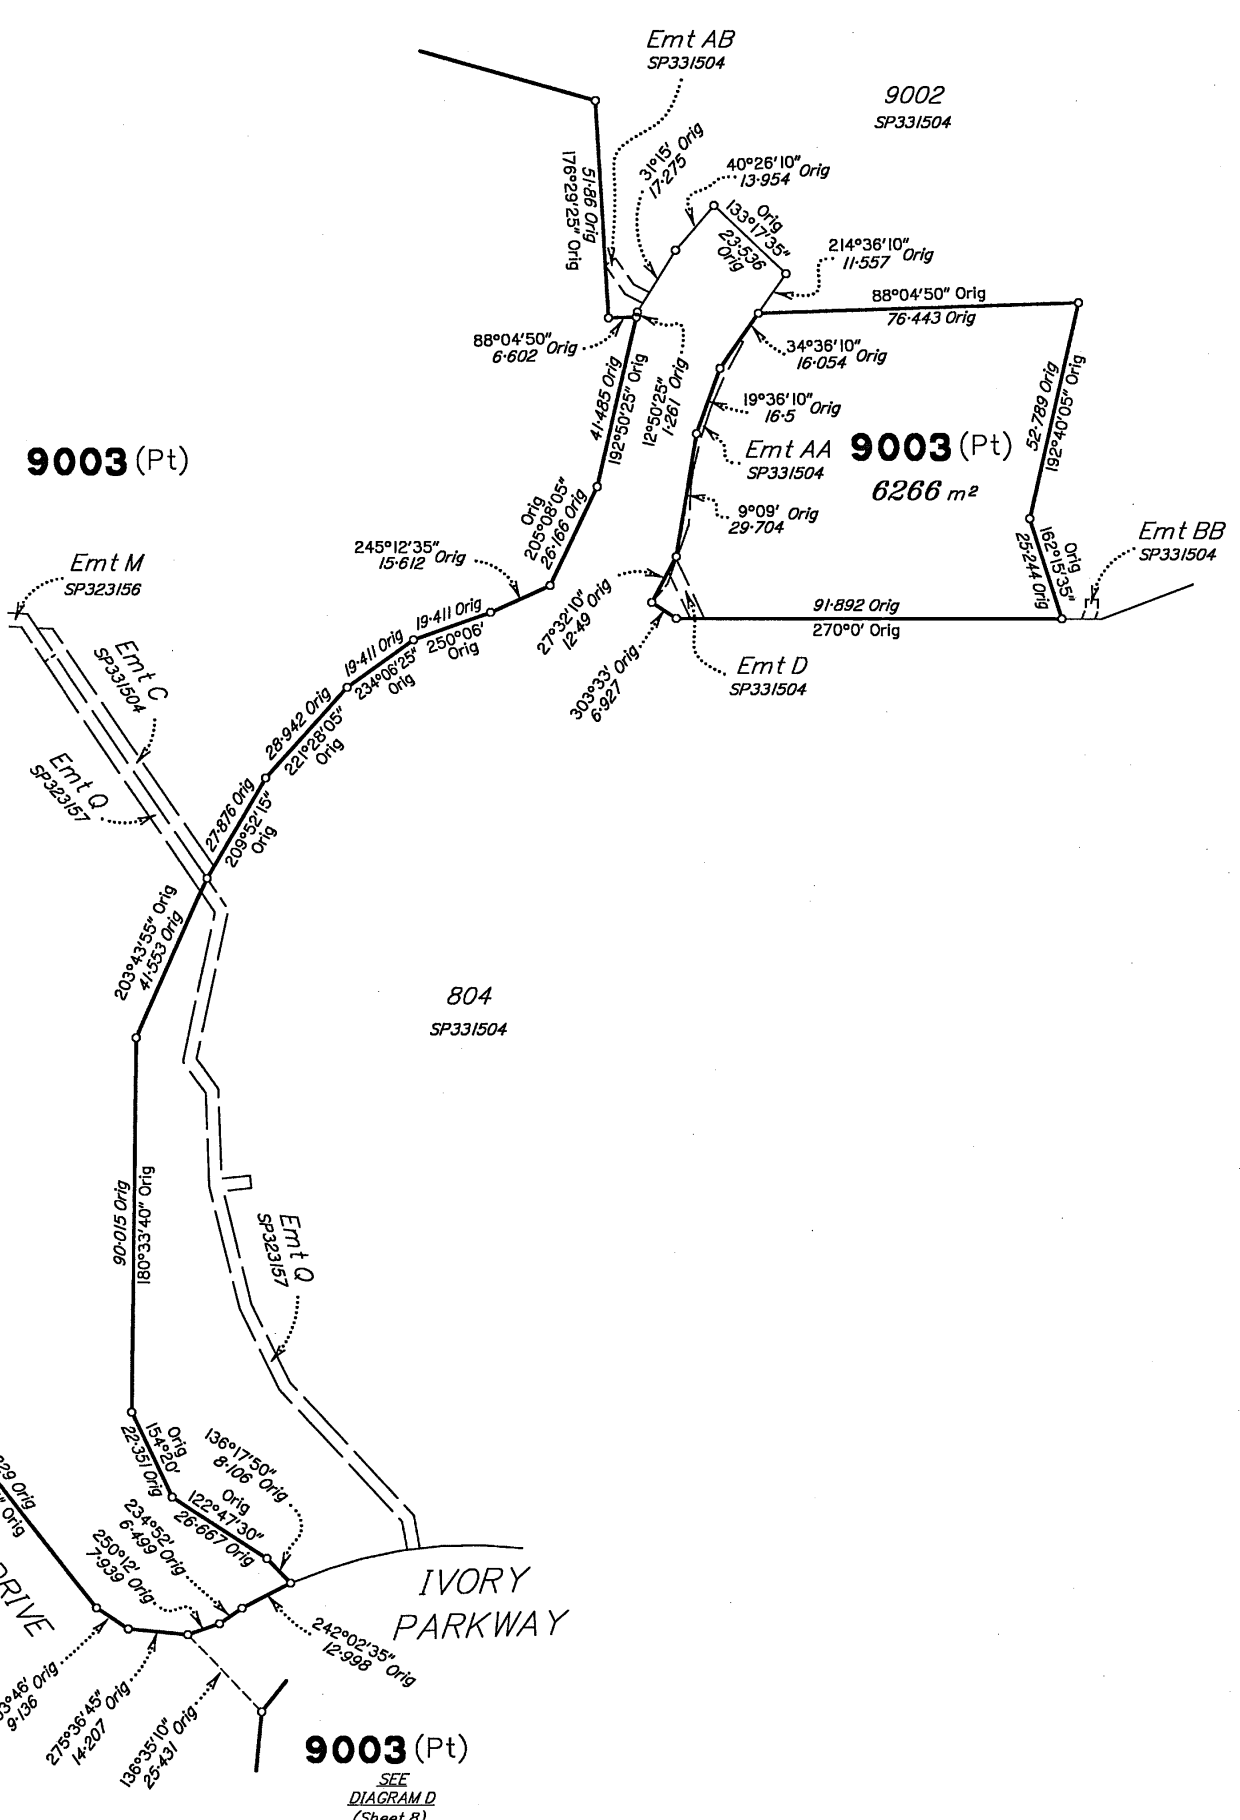 Emt AB
SP331504
9002
SP331504
51·86 Orig
176°29'25" Orig
31°15' Orig
17·275
40°26'10" Orig
13·954
Orig
133°17'35"
23·536
Orig
214°36'10" Orig
11·557
88°04'50" Orig
76·443 Orig
88°04'50" Orig
6·602
34°36'10" Orig
16·054
41·485 Orig
192°50'25" Orig
12°50'25" Orig
1·261
19°36'10" Orig
16·5
52·789 Orig
192°40'05" Orig
9003 (Pt)
Emt AA
SP331504
9003 (Pt)
6266 m²
9°09' Orig
29·704
Orig
205°08'05"
26·166 Orig
245°12'35" Orig
15·612
Orig
162°15'35"
25·244 Orig
Emt BB
SP331504
Emt M
SP323156
27°32'10" Orig
12·49
91·892 Orig
270°0' Orig
19·411 Orig
250°06'
Orig
19·411 Orig
234°06'25"
Orig
303°33' Orig
6·927
Emt D
SP331504
Emt C
SP331504
28·942 Orig
221°28'05"
Orig
Emt Q
SP323157
27·876 Orig
209°52'15"
Orig
203°43'55" Orig
41·553 Orig
804
SP331504
90·015 Orig
180°33'40" Orig
Emt Q
SP323157
Orig
154°20'
22·351 Orig
136°17'50"
8·106 Orig
Orig
122°47'30"
26·667 Orig
234°52' Orig
6·499
250°12' Orig
7·939
29 Orig
" Orig
DRIVE
IVORY
PARKWAY
242°02'35" Orig
12·998
3°46' Orig
9·136
275°36'45" Orig
14·207
136°35'10" Orig
25·431
9003 (Pt)
SEE
DIAGRAM D
(Sheet 8)